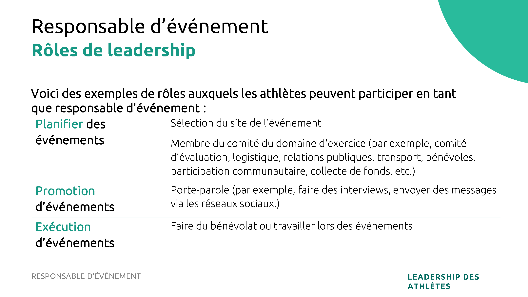 Responsable d'événement
Rôles de leadership
Voici des exemples de rôles auxquels les athlètes peuvent participer en tant
que responsable d'événement :
Planifier des
événements
Sélection du site de l'événement
Membre du comité du domaine d'exercice (par exemple, comité
d'évaluation, logistique, relations publiques, transport, bénévoles,
participation communautaire, collecte de fonds, etc.)
Promotion
d'événements
Porte-parole (par exemple, faire des interviews, envoyer des messages
via les réseaux sociaux.)
Exécution
d'événements
Faire du bénévolat ou travailler lors des événements
RESPONSABLE D'ÉVÉNEMENT
LEADERSHIP DES
ATHLÈTES